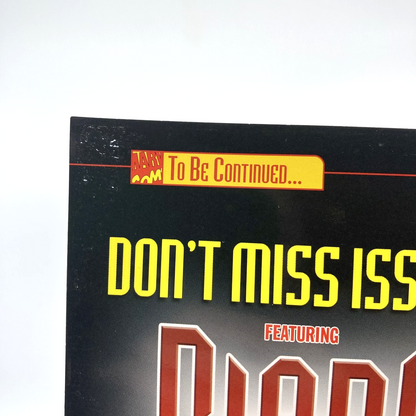 To Be Continued...
DON'T MISS ISS
FEATURING